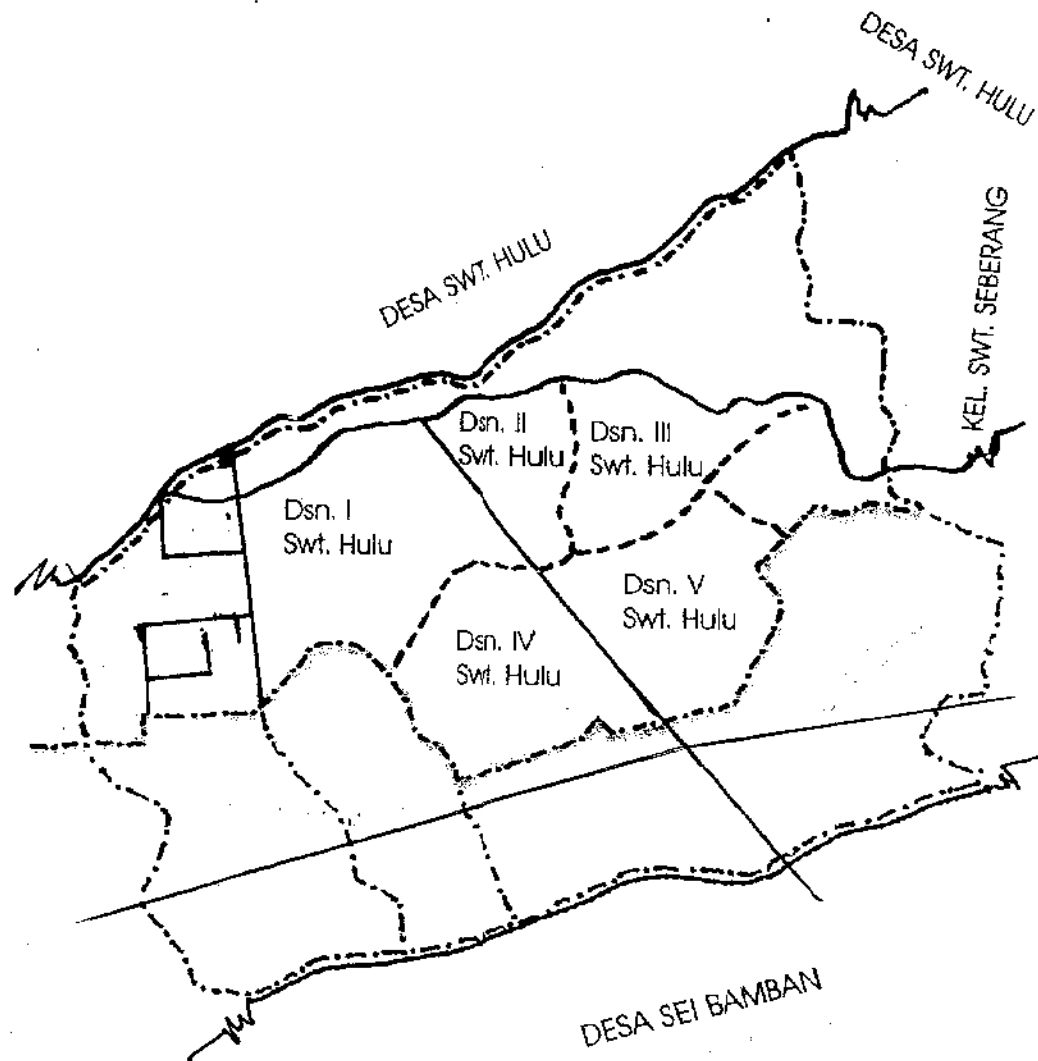 DESA SWT. HULU
KEL. SWT. SEBERANG
DESA SWT. HULU
Dsn. II
Swt. Hulu
Dsn. III
Swt. Hulu
Dsn. I
Swt. Hulu
Dsn. V
Swt. Hulu
Dsn. IV
Swt. Hulu
DESA SEI BAMBAN